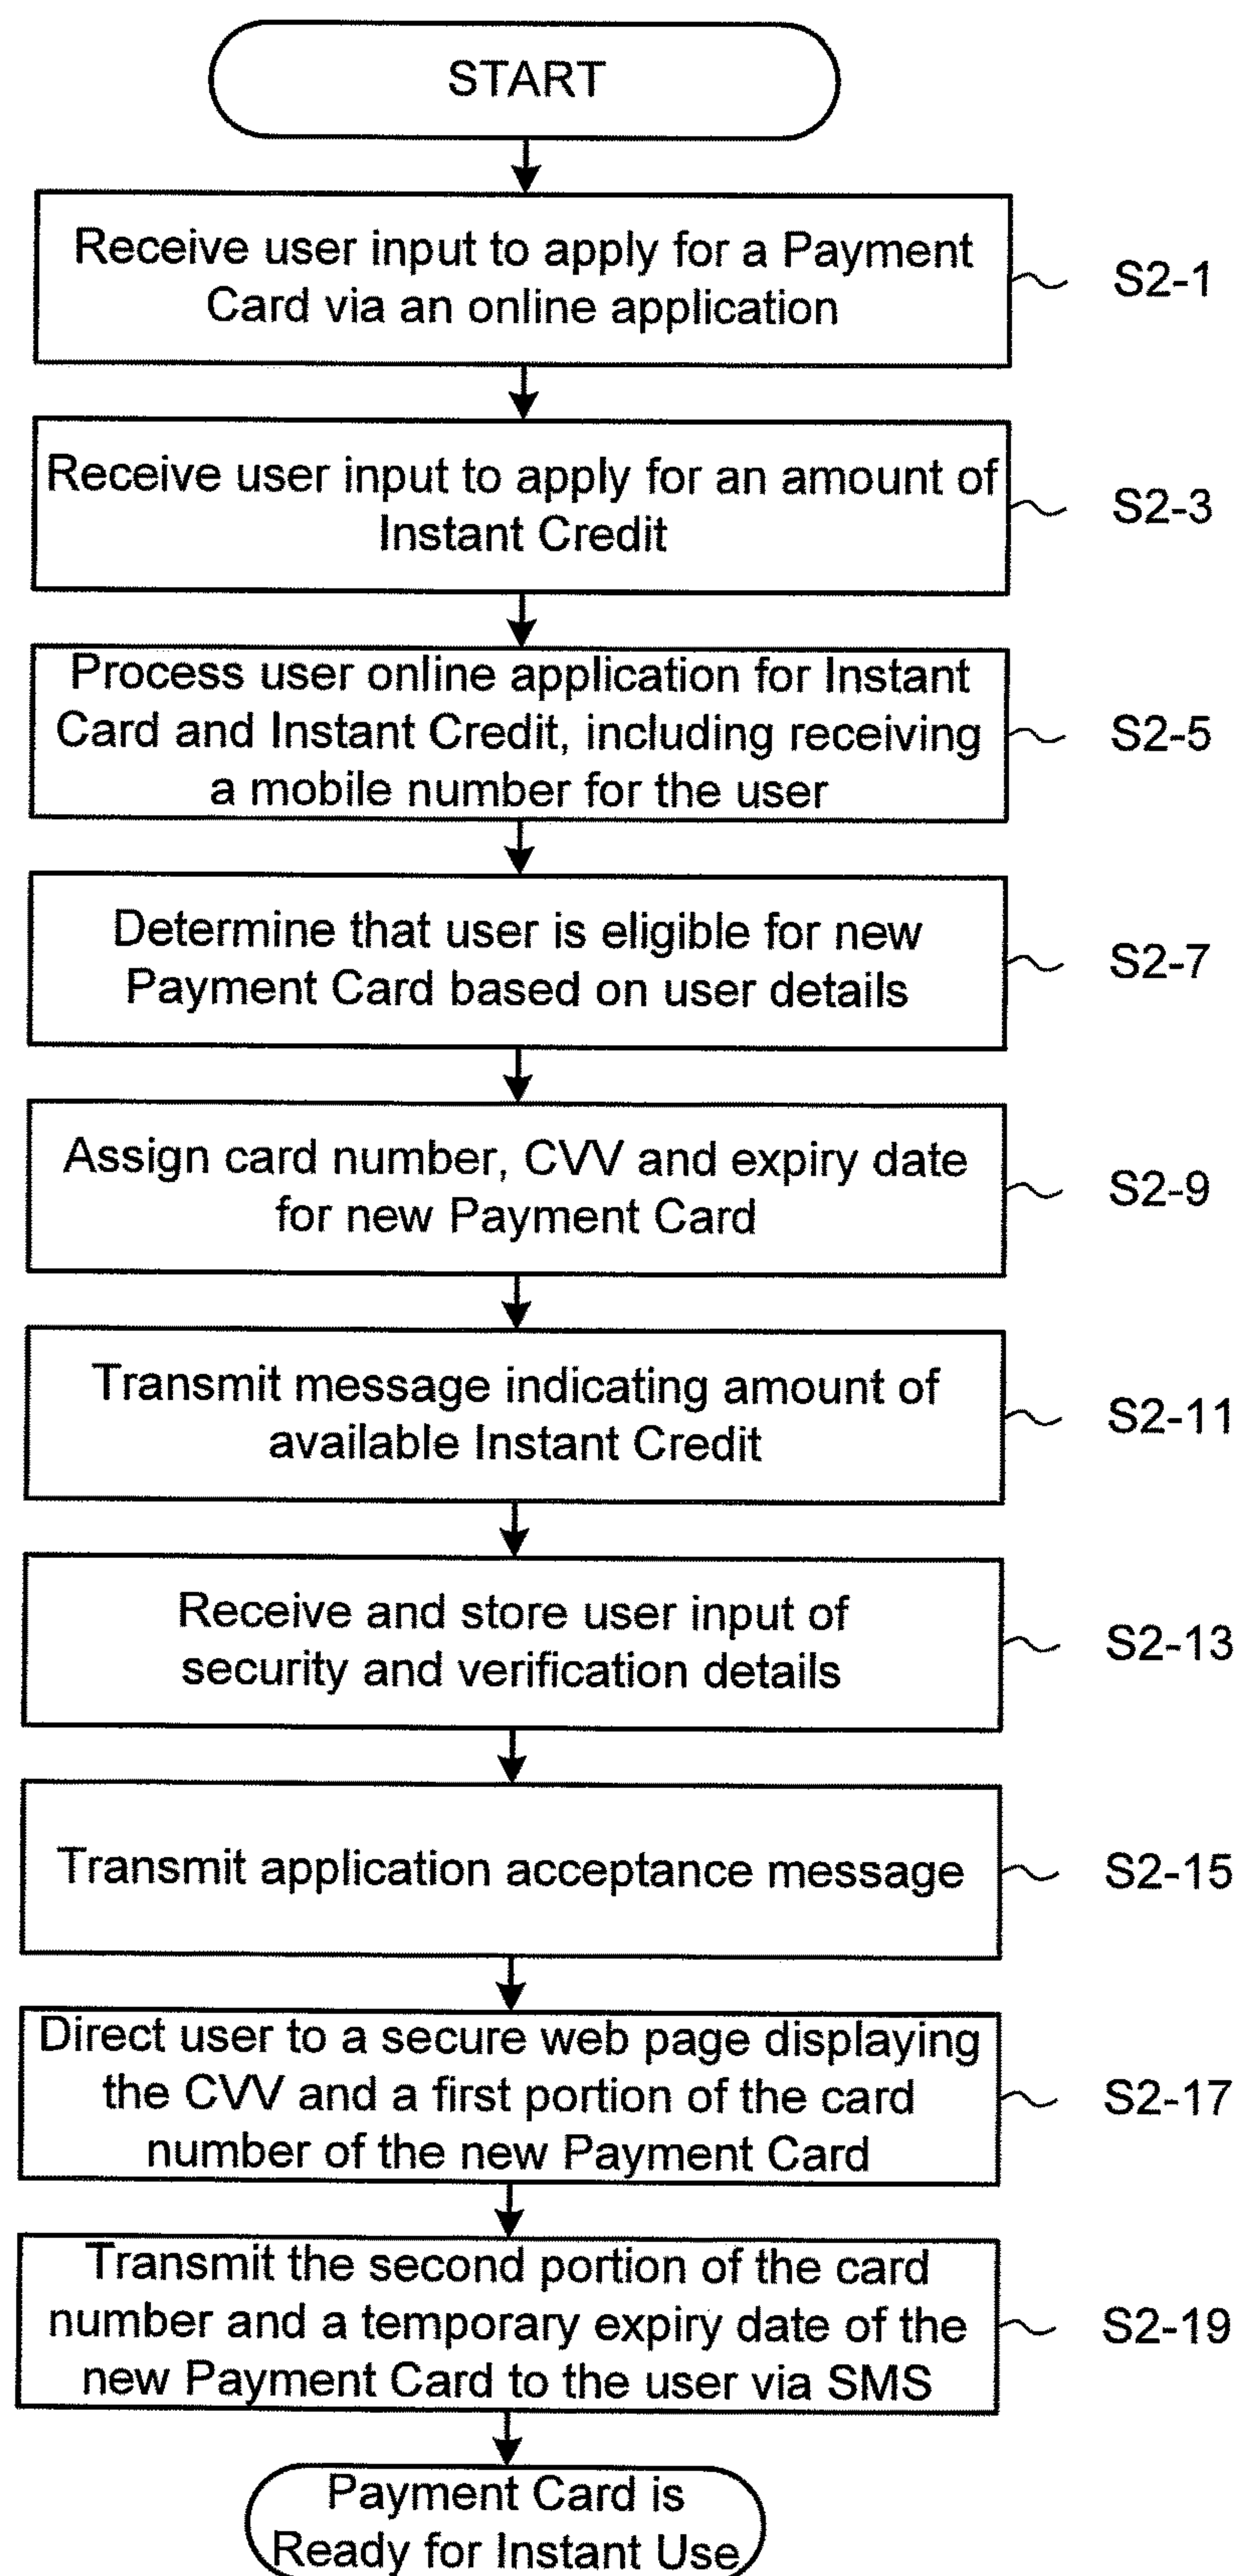 START
Receive user input to apply for a Payment
Card via an online application
S2-1
Receive user input to apply for an amount of
Instant Credit
S2-3
Process user online application for Instant
Card and Instant Credit, including receiving
a mobile number for the user
S2-5
Determine that user is eligible for new
Payment Card based on user details
S2-7
Assign card number, CVV and expiry date
for new Payment Card
S2-9
Transmit message indicating amount of
available Instant Credit
S2-11
Receive and store user input of
security and verification details
S2-13
Transmit application acceptance message
S2-15
Direct user to a secure web page displaying
the CVV and a first portion of the card
number of the new Payment Card
S2-17
Transmit the second portion of the card
number and a temporary expiry date of the
new Payment Card to the user via SMS
S2-19
Payment Card is
Ready for Instant Use